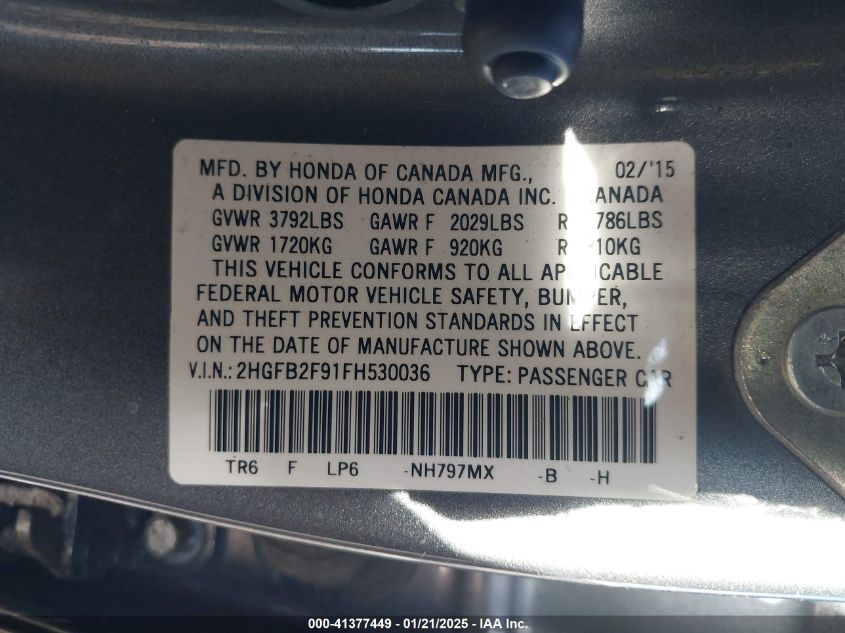 MFD. BY HONDA OF CANADA MFG., 02/'15
A DIVISION OF HONDA CANADA INC.
GVWR 3792LBS GAWR F 2029LBS R
GVWR 1720KG GAWR F 920KG R
THIS VEHICLE CONFORMS TO ALL APPLICABLE
FEDERAL MOTOR VEHICLE SAFETY, BUMPER,
AND THEFT PREVENTION STANDARDS IN EFFECT
ON THE DATE OF MANUFACTURE SHOWN ABOVE.
V.I.N.: 2HGFB2F91FH530036 TYPE: PASSENGER CAR
TR6 F LP6 -NH797MX -B -H
000-41377449 - 01/21/2025 - IAA Inc.